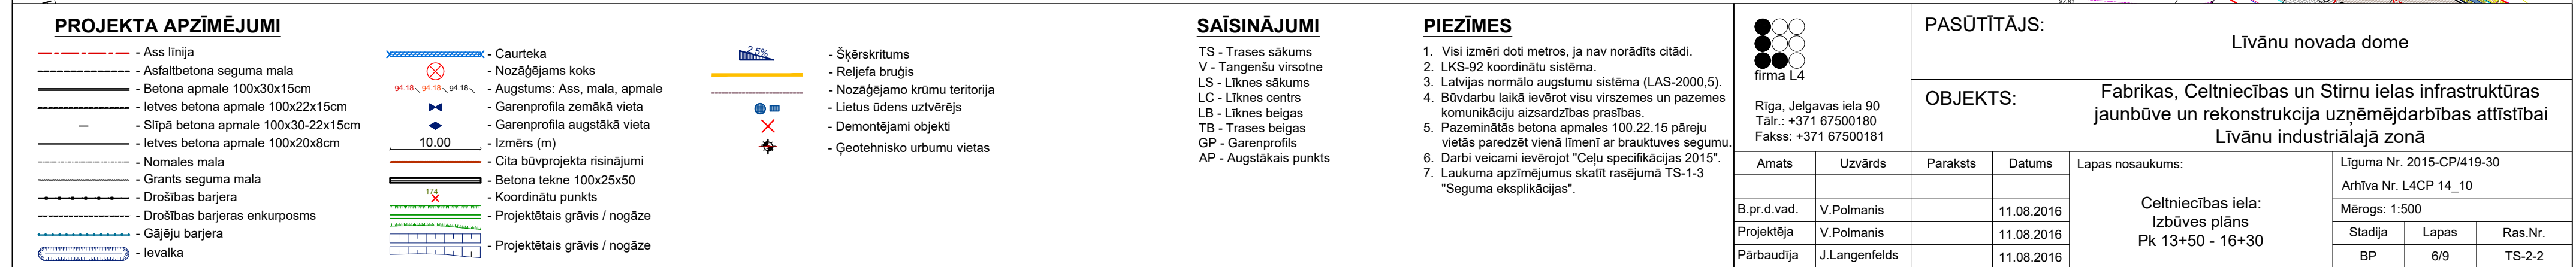 PROJEKTA APZĪMĒJUMI
- Ass līnija
- Asfaltbetona seguma mala
- Betona apmale 100x30x15cm
- Ietves betona apmale 100x22x15cm
- Slīpā betona apmale 100x30-22x15cm
- Ietves betona apmale 100x20x8cm
- Nomales mala
- Grants seguma mala
- Drošības barjera
- Drošības barjeras enkurposms
- Gājēju barjera
- Ievalka
- Caurteka
- Nozāģējams koks
94.18 94.18 94.18 - Augstums: Ass, mala, apmale
- Garenprofila zemākā vieta
- Garenprofila augstākā vieta
10.00 - Izmērs (m)
- Cita būvprojekta risinājumi
- Betona tekne 100x25x50
174 - Koordinātu punkts
- Projektētais grāvis / nogāze
- Projektētais grāvis / nogāze
2.5% - Šķērskritums
- Reljefa bruģis
- Nozāģējamo krūmu teritorija
- Lietus ūdens uztvērējs
- Demontējami objekti
- Ģeotehnisko urbumu vietas
SAĪSINĀJUMI
TS - Trases sākums
V - Tangenšu virsotne
LS - Līknes sākums
LC - Līknes centrs
LB - Līknes beigas
TB - Trases beigas
GP - Garenprofils
AP - Augstākais punkts
PIEZĪMES
1. Visi izmēri doti metros, ja nav norādīts citādi.
2. LKS-92 koordinātu sistēma.
3. Latvijas normālo augstumu sistēma (LAS-2000,5).
4. Būvdarbu laikā ievērot visu virszemes un pazemes
komunikāciju aizsardzības prasības.
5. Pazeminātās betona apmales 100.22.15 pāreju
vietās paredzēt vienā līmenī ar brauktuves segumu.
6. Darbi veicami ievērojot "Ceļu specifikācijas 2015".
7. Laukuma apzīmējumus skatīt rasējumā TS-1-3
"Seguma eksplikācijas".
firma L4
Rīga, Jelgavas iela 90
Tālr.: +371 67500180
Fakss: +371 67500181
PASŪTĪTĀJS:
Līvānu novada dome
OBJEKTS:
Fabrikas, Celtniecības un Stirnu ielas infrastruktūras
jaunbūve un rekonstrukcija uzņēmējdarbības attīstībai
Līvānu industriālajā zonā
Amats Uzvārds Paraksts Datums
B.pr.d.vad. V.Polmanis 11.08.2016
Projektēja V.Polmanis 11.08.2016
Pārbaudīja J.Langenfelds 11.08.2016
Lapas nosaukums:
Celtniecības iela:
Izbūves plāns
Pk 13+50 - 16+30
Līguma Nr. 2015-CP/419-30
Arhīva Nr. L4CP 14_10
Mērogs: 1:500
Stadija Lapas Ras.Nr.
BP 6/9 TS-2-2